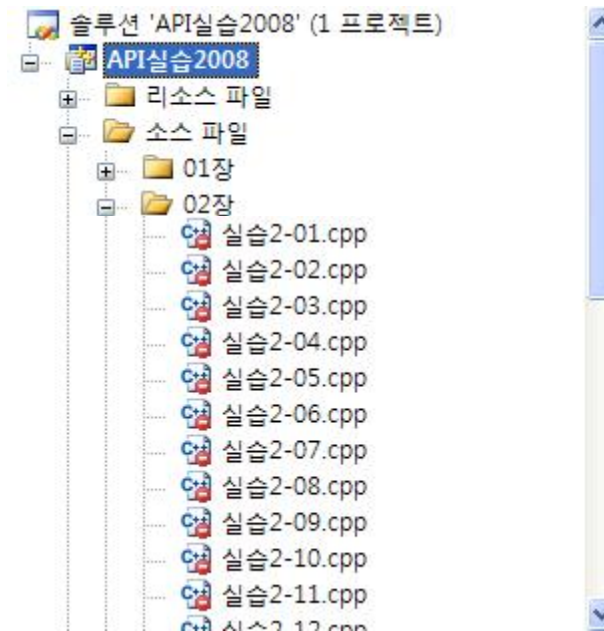 솔루션 'API실습2008' (1 프로젝트)
API실습2008
리소스 파일
소스 파일
01장
02장
실습2-01.cpp
실습2-02.cpp
실습2-03.cpp
실습2-04.cpp
실습2-05.cpp
실습2-06.cpp
실습2-07.cpp
실습2-08.cpp
실습2-09.cpp
실습2-10.cpp
실습2-11.cpp
실습2-12.cpp